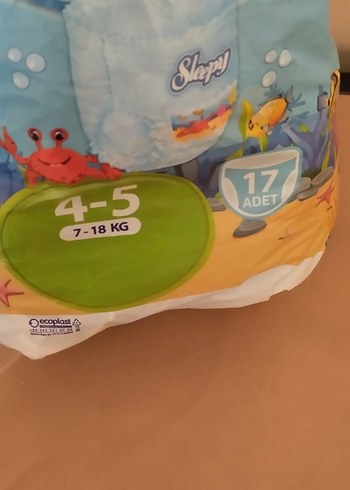 Sleepy
17
ADET
4-5
7-18 KG
ecoplast